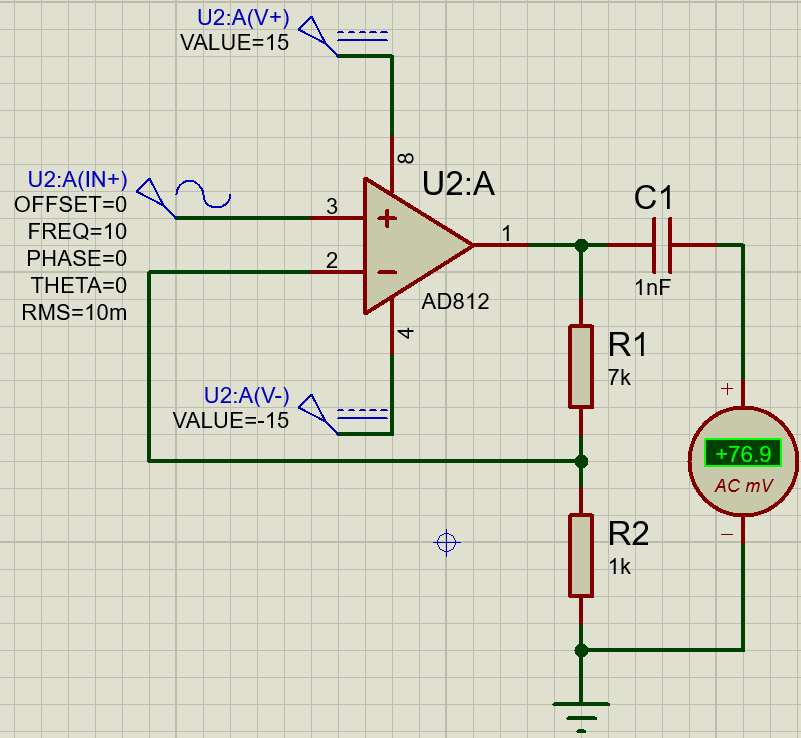 U2:A(V+)
VALUE=15
8
U2:A
U2:A(IN+)
OFFSET=0
FREQ=10
PHASE=0
THETA=0
RMS=10m
3
+
2
−
1
AD812
4
C1
1nF
R1
7k
U2:A(V-)
VALUE=-15
+
+76.9
AC mV
−
R2
1k